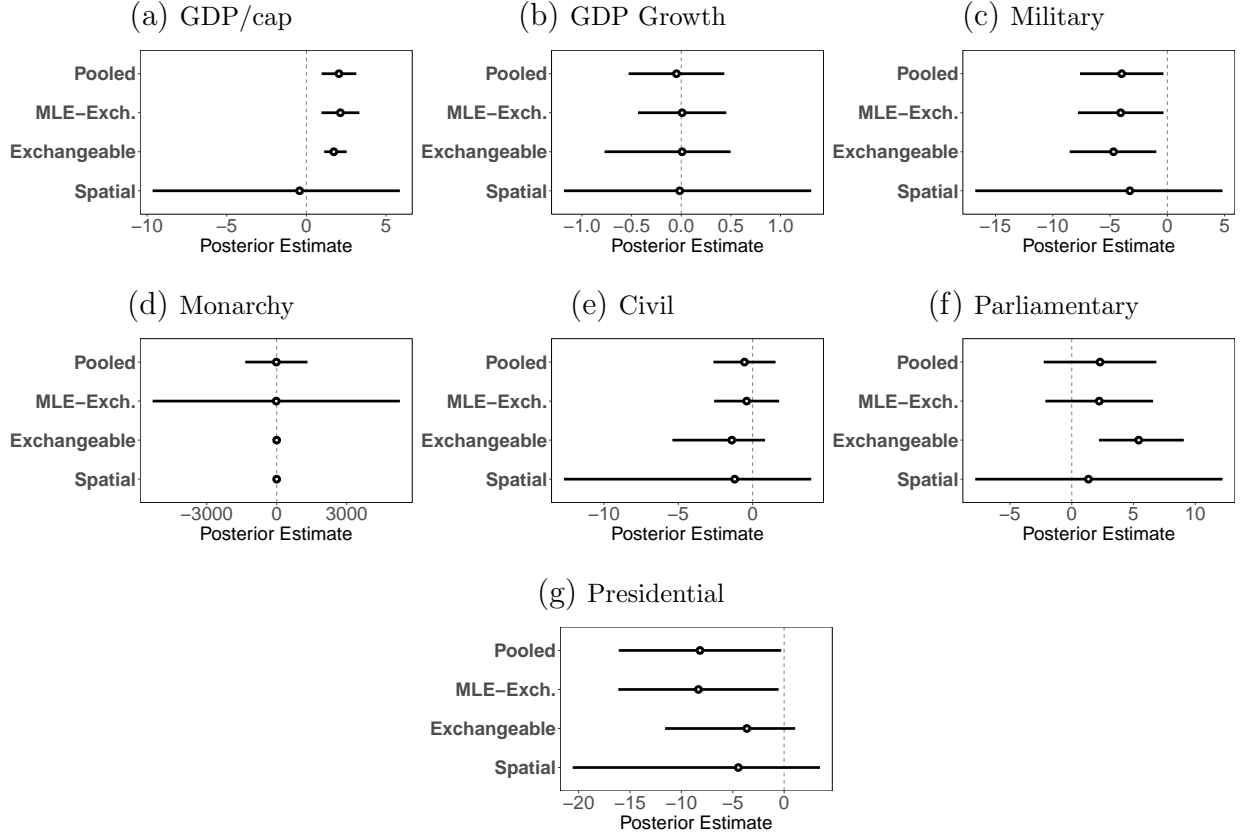 (a) GDP/cap
Pooled
MLE−Exch.
Exchangeable
Spatial
−10 −5 0 5
Posterior Estimate
(b) GDP Growth
Pooled
MLE−Exch.
Exchangeable
Spatial
−1.0 −0.5 0.0 0.5 1.0
Posterior Estimate
(c) Military
Pooled
MLE−Exch.
Exchangeable
Spatial
−15 −10 −5 0 5
Posterior Estimate
(d) Monarchy
Pooled
MLE−Exch.
Exchangeable
Spatial
−3000 0 3000
Posterior Estimate
(e) Civil
Pooled
MLE−Exch.
Exchangeable
Spatial
−10 −5 0
Posterior Estimate
(f) Parliamentary
Pooled
MLE−Exch.
Exchangeable
Spatial
−5 0 5 10
Posterior Estimate
(g) Presidential
Pooled
MLE−Exch.
Exchangeable
Spatial
−20 −15 −10 −5 0
Posterior Estimate